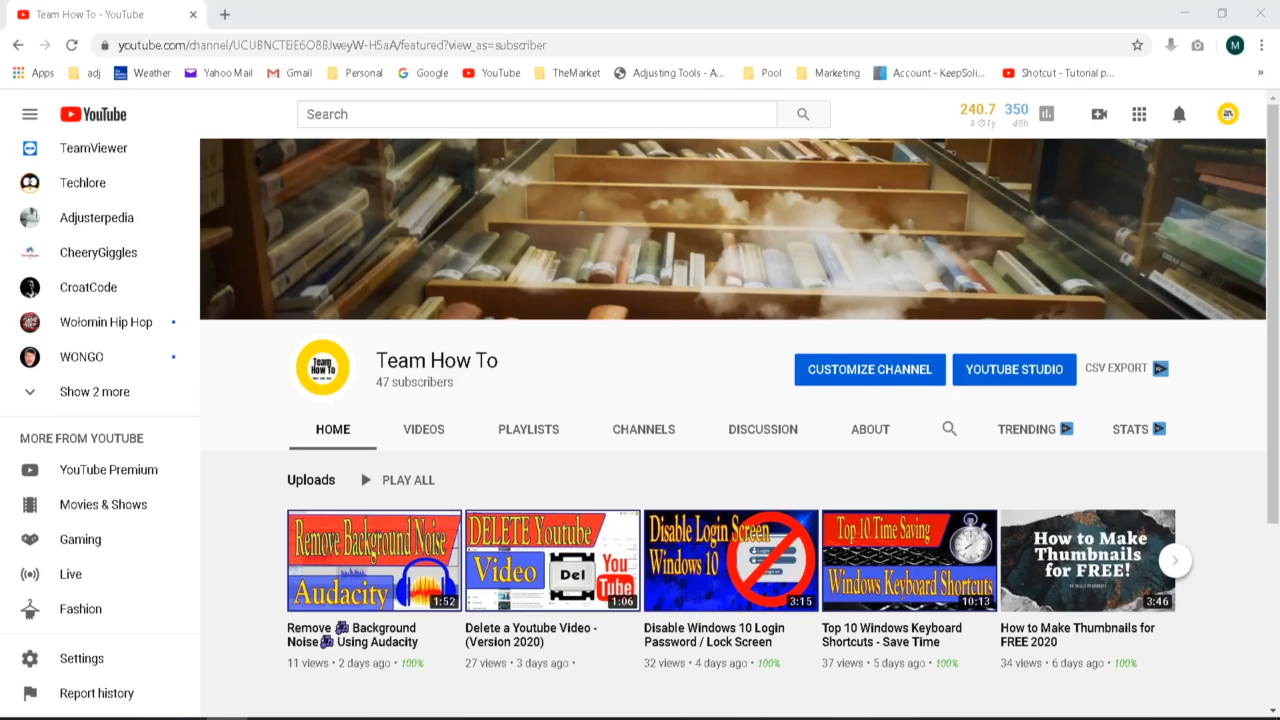 Team How To - YouTube
youtube.com/channel/UCUBNCTEIE6O8BJweyW-H5aA/featured?view_as=subscriber
M
Apps adj Weather Yahoo Mail Gmail Personal Google YouTube TheMarket Adjusting Tools - A... Pool Marketing Account - KeepSoli... Shotcut - Tutorial p... »
YouTube
Search
240.7 350
1y 48h
TeamViewer
Techlore
Adjusterpedia
CheeryGiggles
CroatCode
Wołomin Hip Hop
WONGO
Show 2 more
MORE FROM YOUTUBE
YouTube Premium
Movies & Shows
Gaming
Live
Fashion
Settings
Report history
Team How To
Team How To
47 subscribers
CUSTOMIZE CHANNEL
YOUTUBE STUDIO
CSV EXPORT
HOME VIDEOS PLAYLISTS CHANNELS DISCUSSION ABOUT TRENDING STATS
Uploads PLAY ALL
Remove Background Noise
Audacity
1:52
DELETE Youtube
Video
Del
You
Tube
1:06
Disable Login Screen
Windows 10
3:15
Top 10 Time Saving
Windows Keyboard Shortcuts
10:13
How to Make
Thumbnails
for FREE!
3:46
Remove Background
Noise Using Audacity
11 views • 2 days ago • 100%
Delete a Youtube Video -
(Version 2020)
27 views • 3 days ago •
Disable Windows 10 Login
Password / Lock Screen
32 views • 4 days ago • 100%
Top 10 Windows Keyboard
Shortcuts - Save Time
37 views • 5 days ago • 100%
How to Make Thumbnails for
FREE 2020
34 views • 6 days ago • 100%